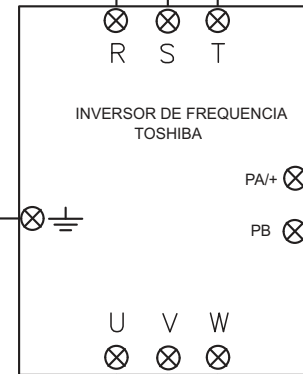 R S T
INVERSOR DE FREQUENCIA
TOSHIBA
PA/+
PB
U V W